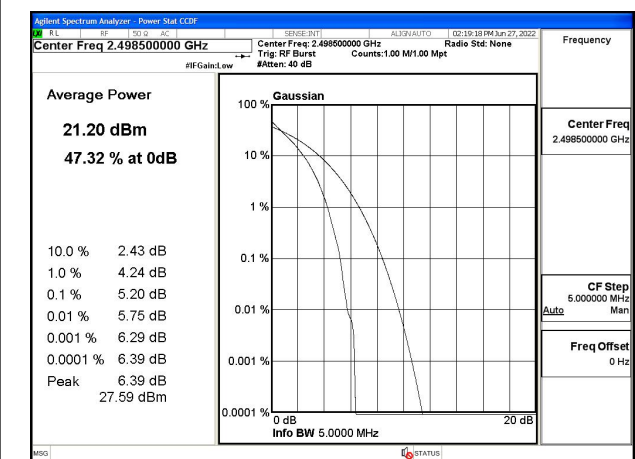 Agilent Spectrum Analyzer - Power Stat CCDF
LXI RL RF 50 Ω AC SENSE:INT ALIGN AUTO 02:19:18 PM Jun 27, 2022
Center Freq 2.498500000 GHz
Center Freq: 2.498500000 GHz Radio Std: None
Trig: RF Burst Counts:1.00 M/1.00 Mpt
#IFGain:Low #Atten: 40 dB
Frequency
Average Power
21.20 dBm
47.32 % at 0dB
10.0 % 2.43 dB
1.0 % 4.24 dB
0.1 % 5.20 dB
0.01 % 5.75 dB
0.001 % 6.29 dB
0.0001 % 6.39 dB
Peak 6.39 dB
27.59 dBm
Gaussian
100 %
10 %
1 %
0.1 %
0.01 %
0.001 %
0.0001 %
0 dB 20 dB
Info BW 5.0000 MHz
Center Freq
2.498500000 GHz
CF Step
5.000000 MHz
Auto Man
Freq Offset
0 Hz
MSG STATUS